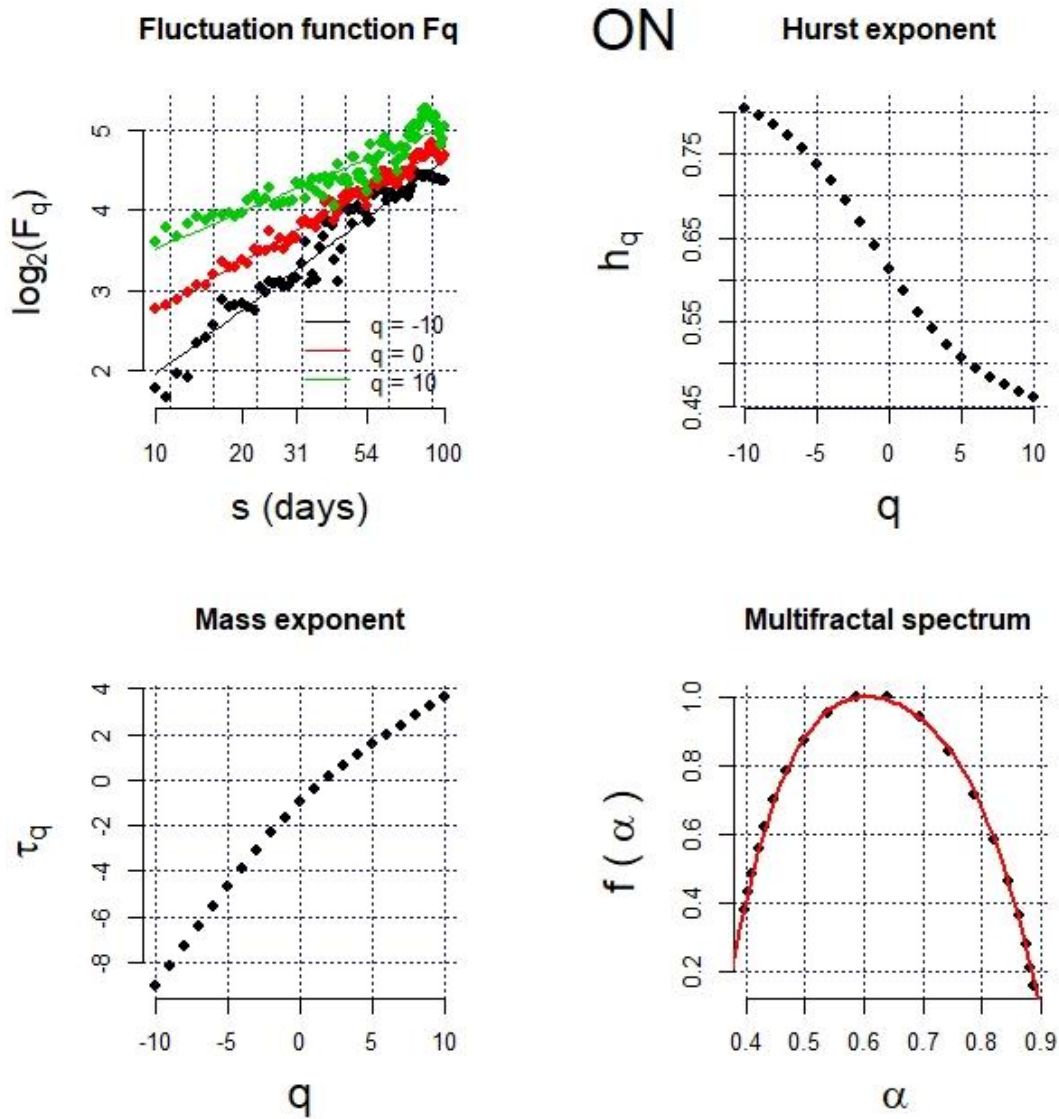 ON
Fluctuation function Fq
log₂(F_q)
5
4
3
2
q = -10
q = 0
q = 10
10 20 31 54 100
s (days)
Hurst exponent
h_q
0.75
0.65
0.55
0.45
-10 -5 0 5 10
q
Mass exponent
τ_q
4
2
0
-2
-4
-6
-8
-10 -5 0 5 10
q
Multifractal spectrum
f ( α )
1.0
0.8
0.6
0.4
0.2
0.4 0.5 0.6 0.7 0.8 0.9
α